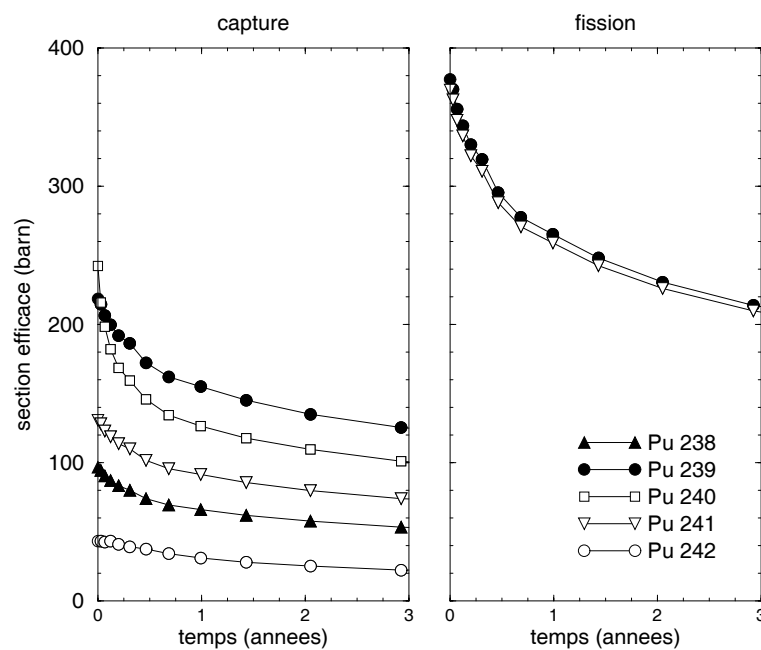 capture
fission
section efficace (barn)
400
300
200
100
0
0
1
2
3
temps (annees)
0
1
2
3
temps (annees)
Pu 238
Pu 239
Pu 240
Pu 241
Pu 242